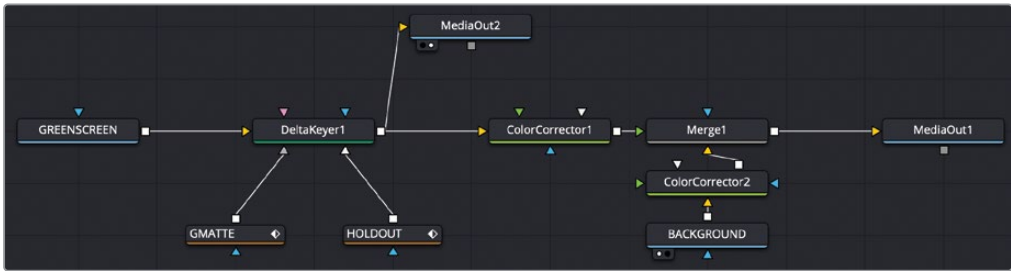 MediaOut2
GREENSCREEN
DeltaKeyer1
ColorCorrector1
Merge1
MediaOut1
ColorCorrector2
GMATTE
HOLDOUT
BACKGROUND